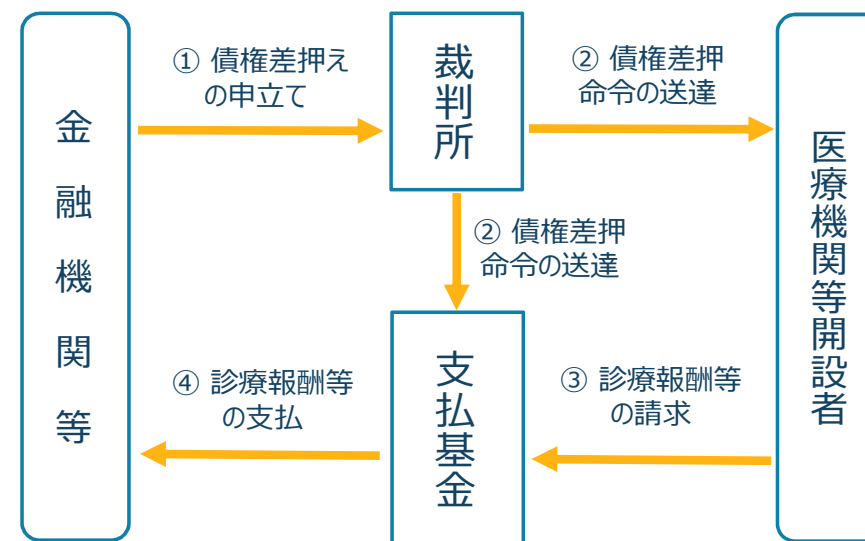 金融機関等
① 債権差押え
の申立て
裁判所
② 債権差押
命令の送達
医療機関等開設者
② 債権差押
命令の送達
④ 診療報酬等
の支払
支払基金
③ 診療報酬等
の請求